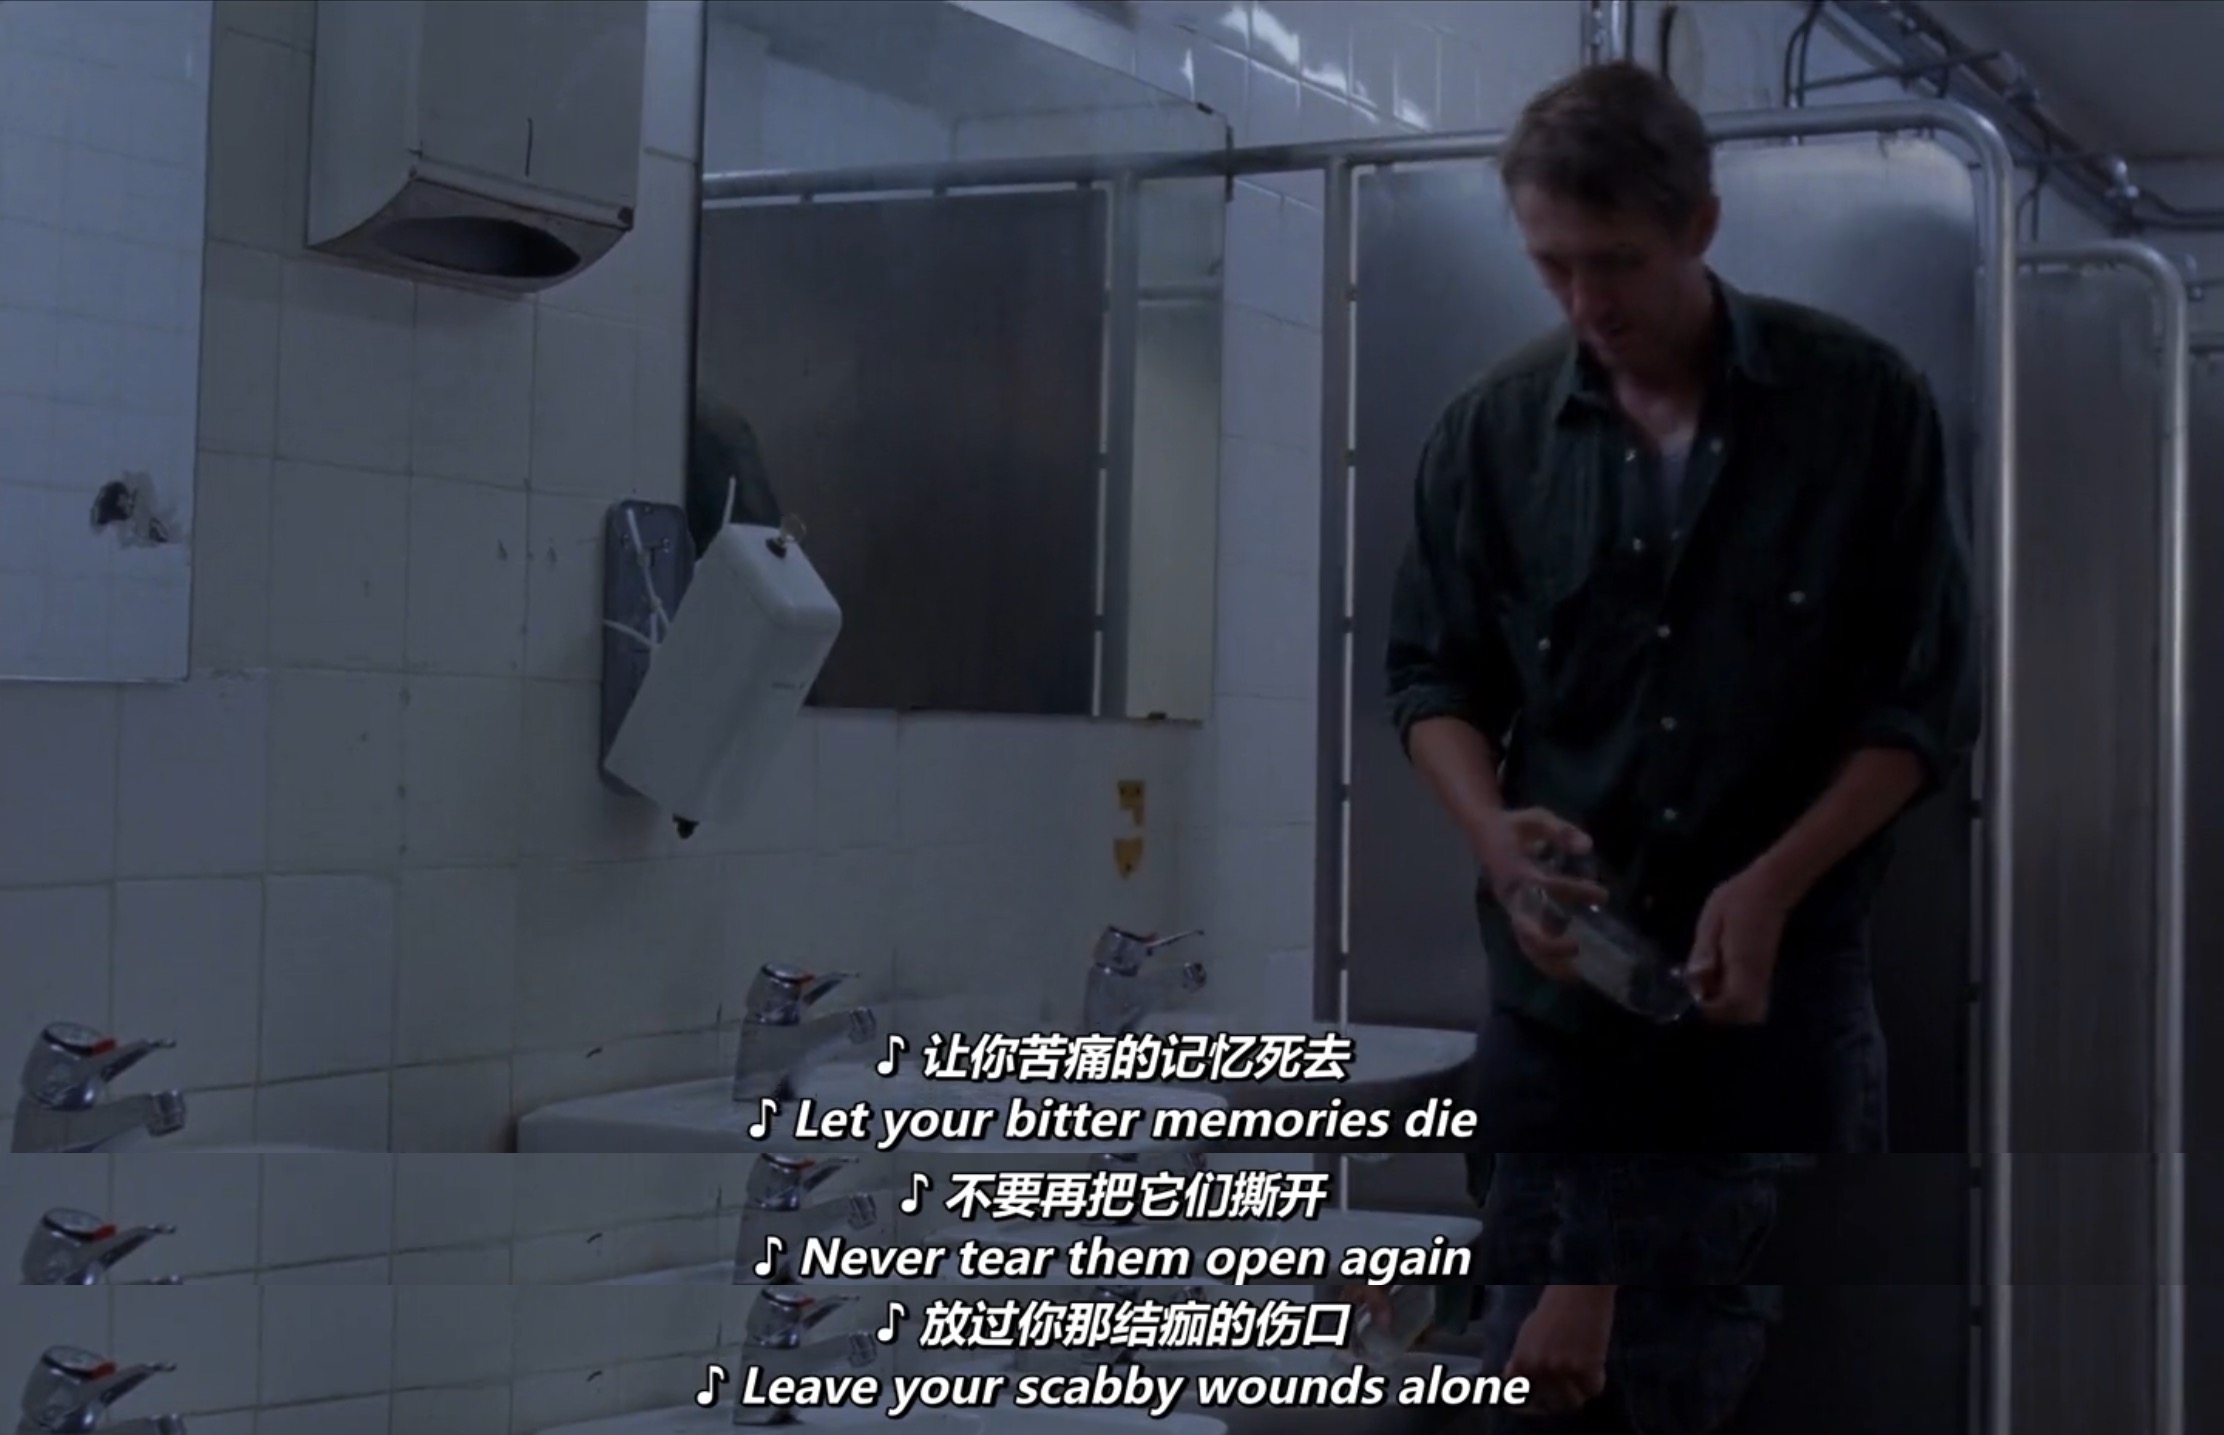 ♪ 让你苦痛的记忆死去
♪ Let your bitter memories die
♪ 不要再把它们撕开
♪ Never tear them open again
♪ 放过你那结痂的伤口
♪ Leave your scabby wounds alone